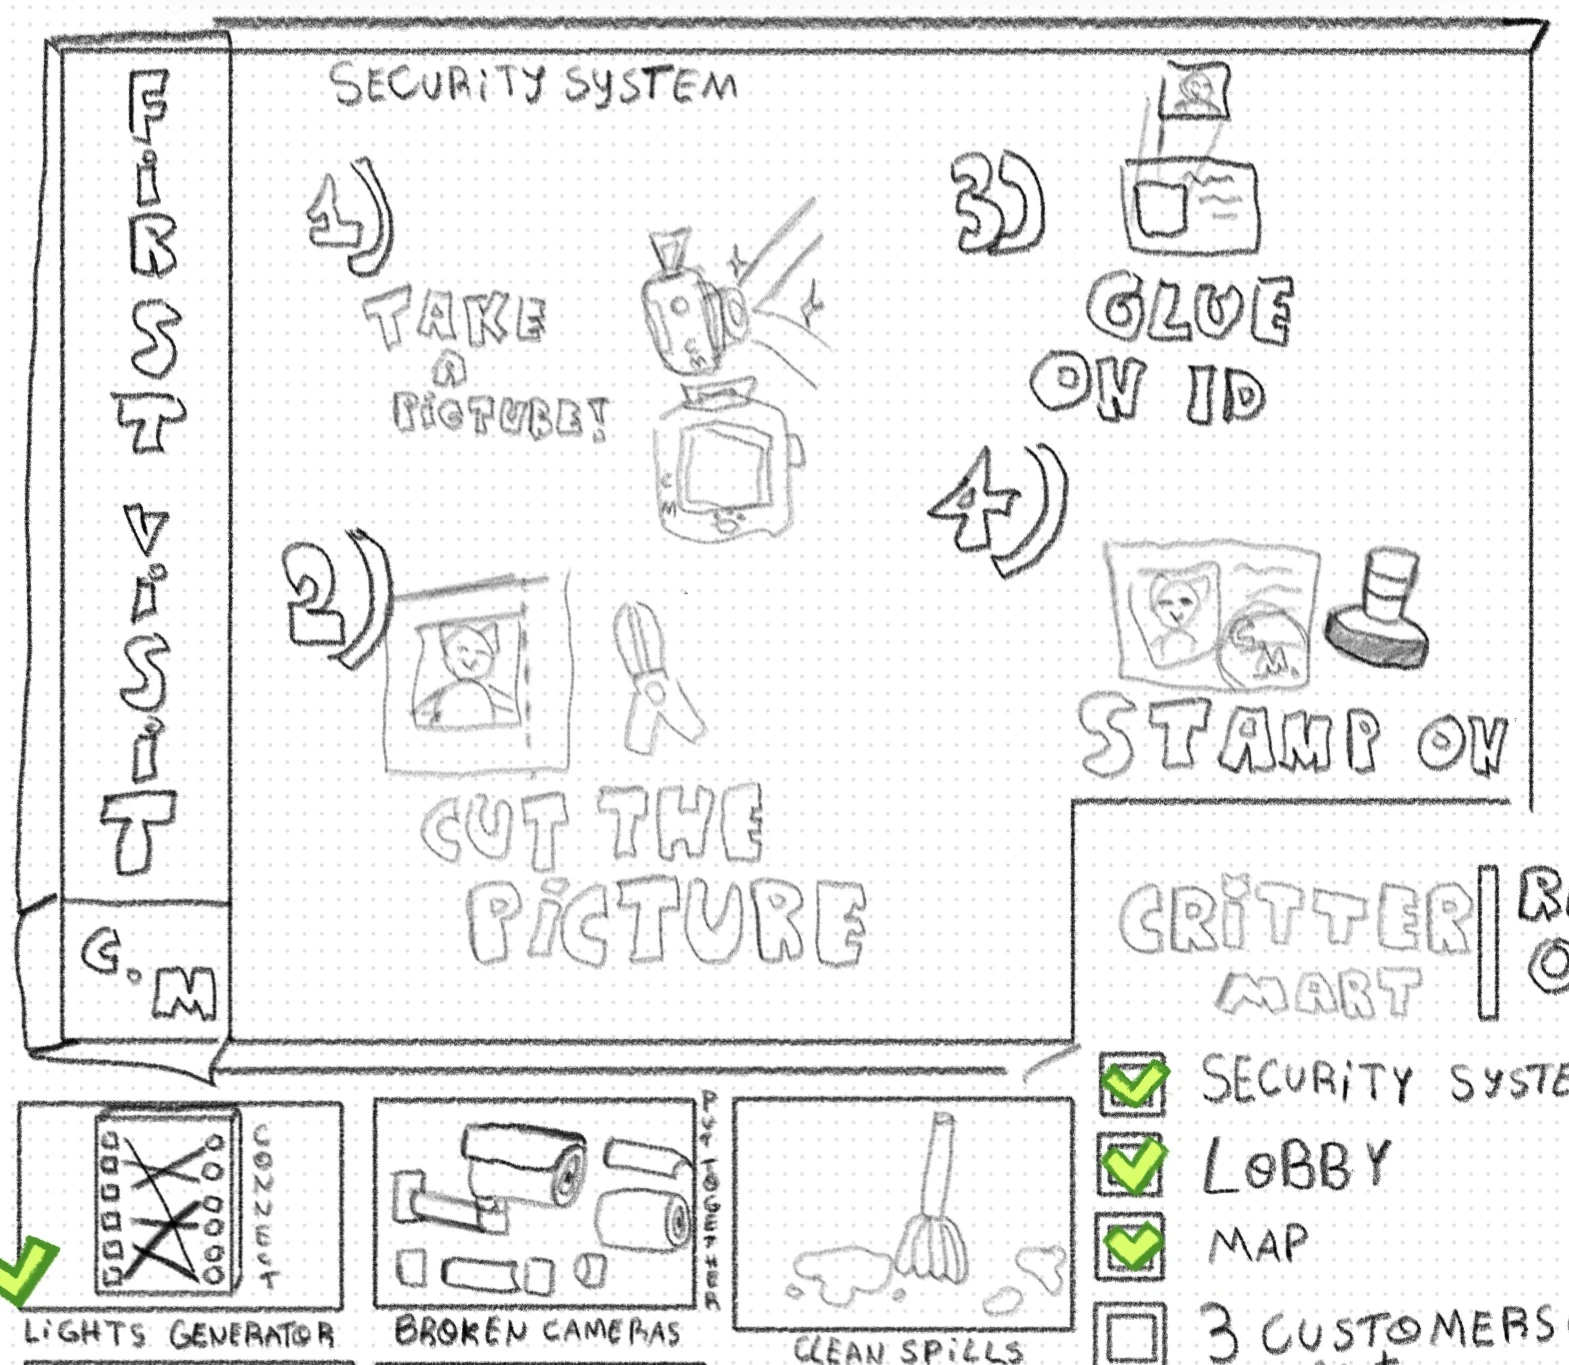 FiRST ViSiT
C.M
SECURiTY SYSTEM
1)
TAKE
A
PiCTURE!
CM
C
M
2)
CUT THE
PiCTURE
3)
GLUE
ON ID
4)
C.
M.
STAMP ON
CRiTTER
MART
SECURiTY SYSTE
LOBBY
MAP
3 CUSTOMERS
CONNECT
LiGHTS GENERATOR
PUT TOGETHER
BROKEN CAMERAS
CLEAN SPiLLS